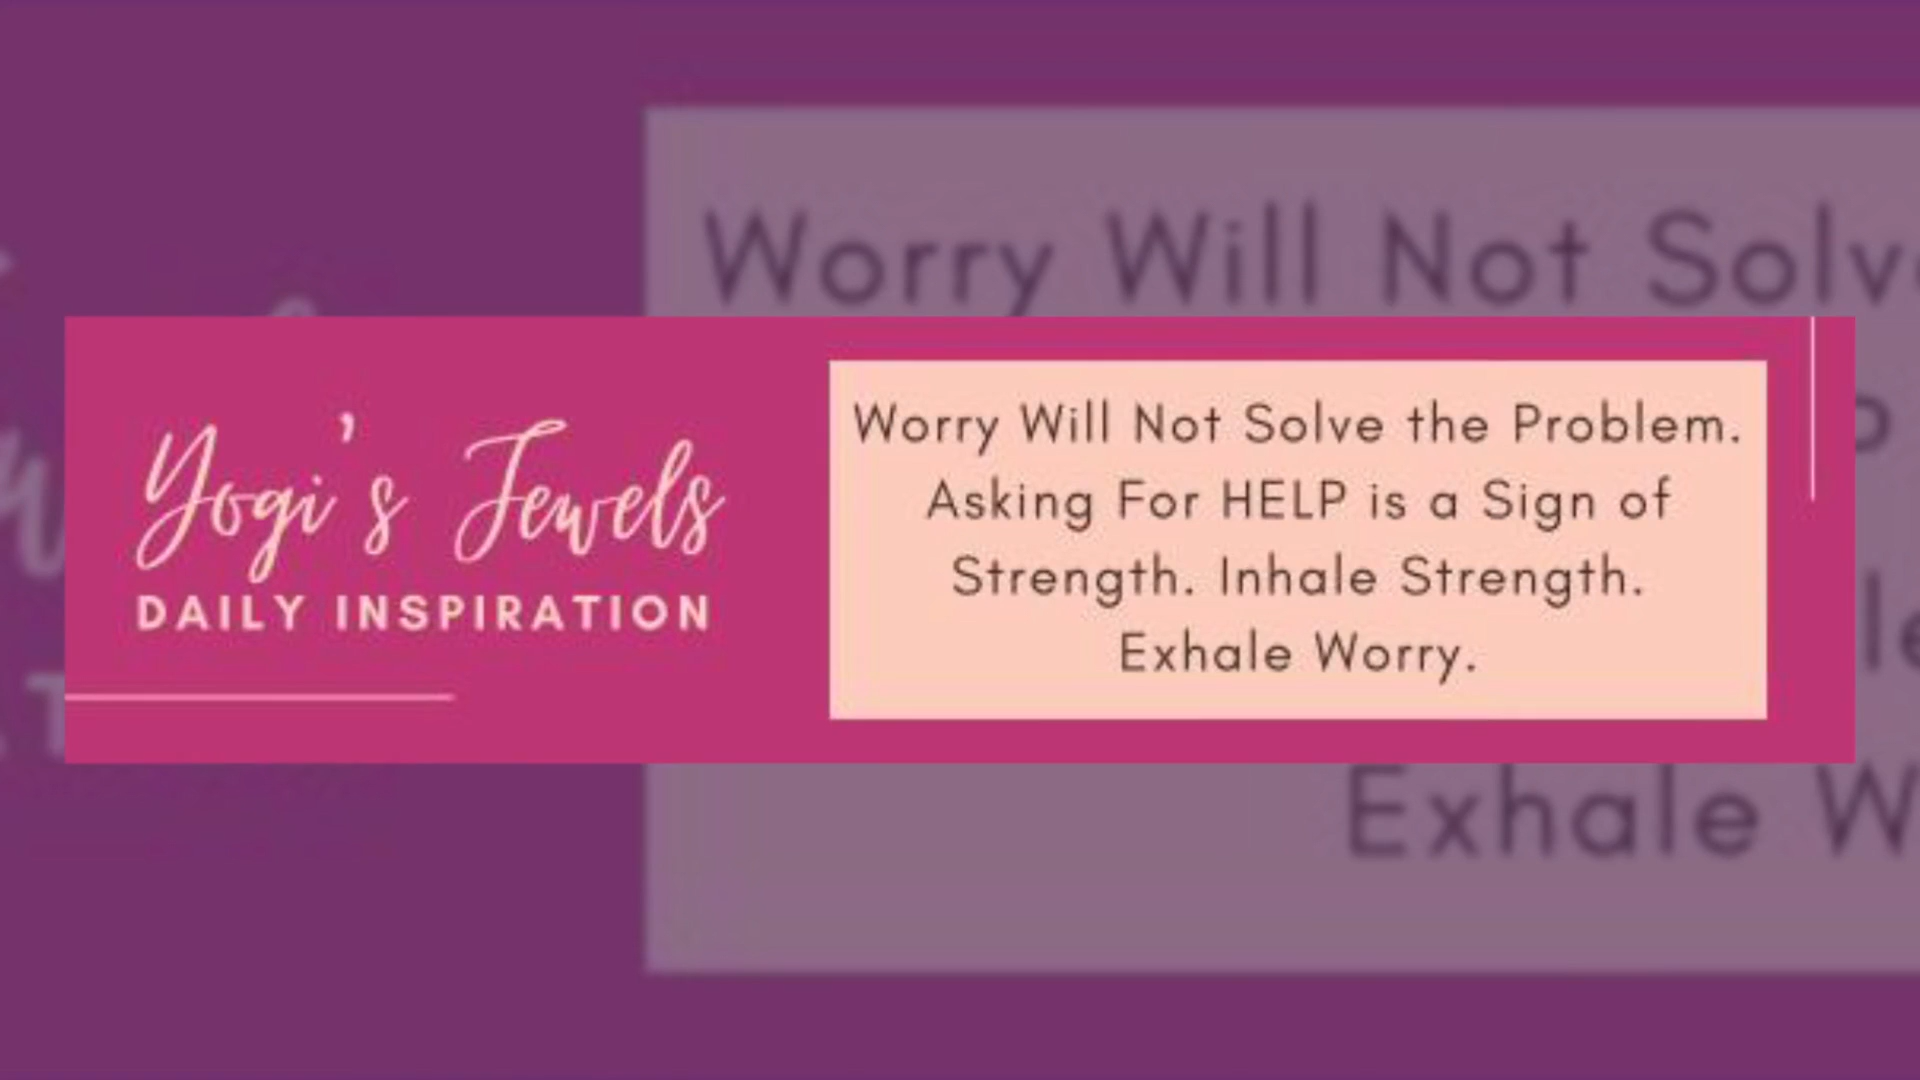 Yogi's Jewels
DAILY INSPIRATION
Worry Will Not Solve the Problem.
Asking For HELP is a Sign of
Strength. Inhale Strength.
Exhale Worry.
Worry Will Not Solve
Exhale W